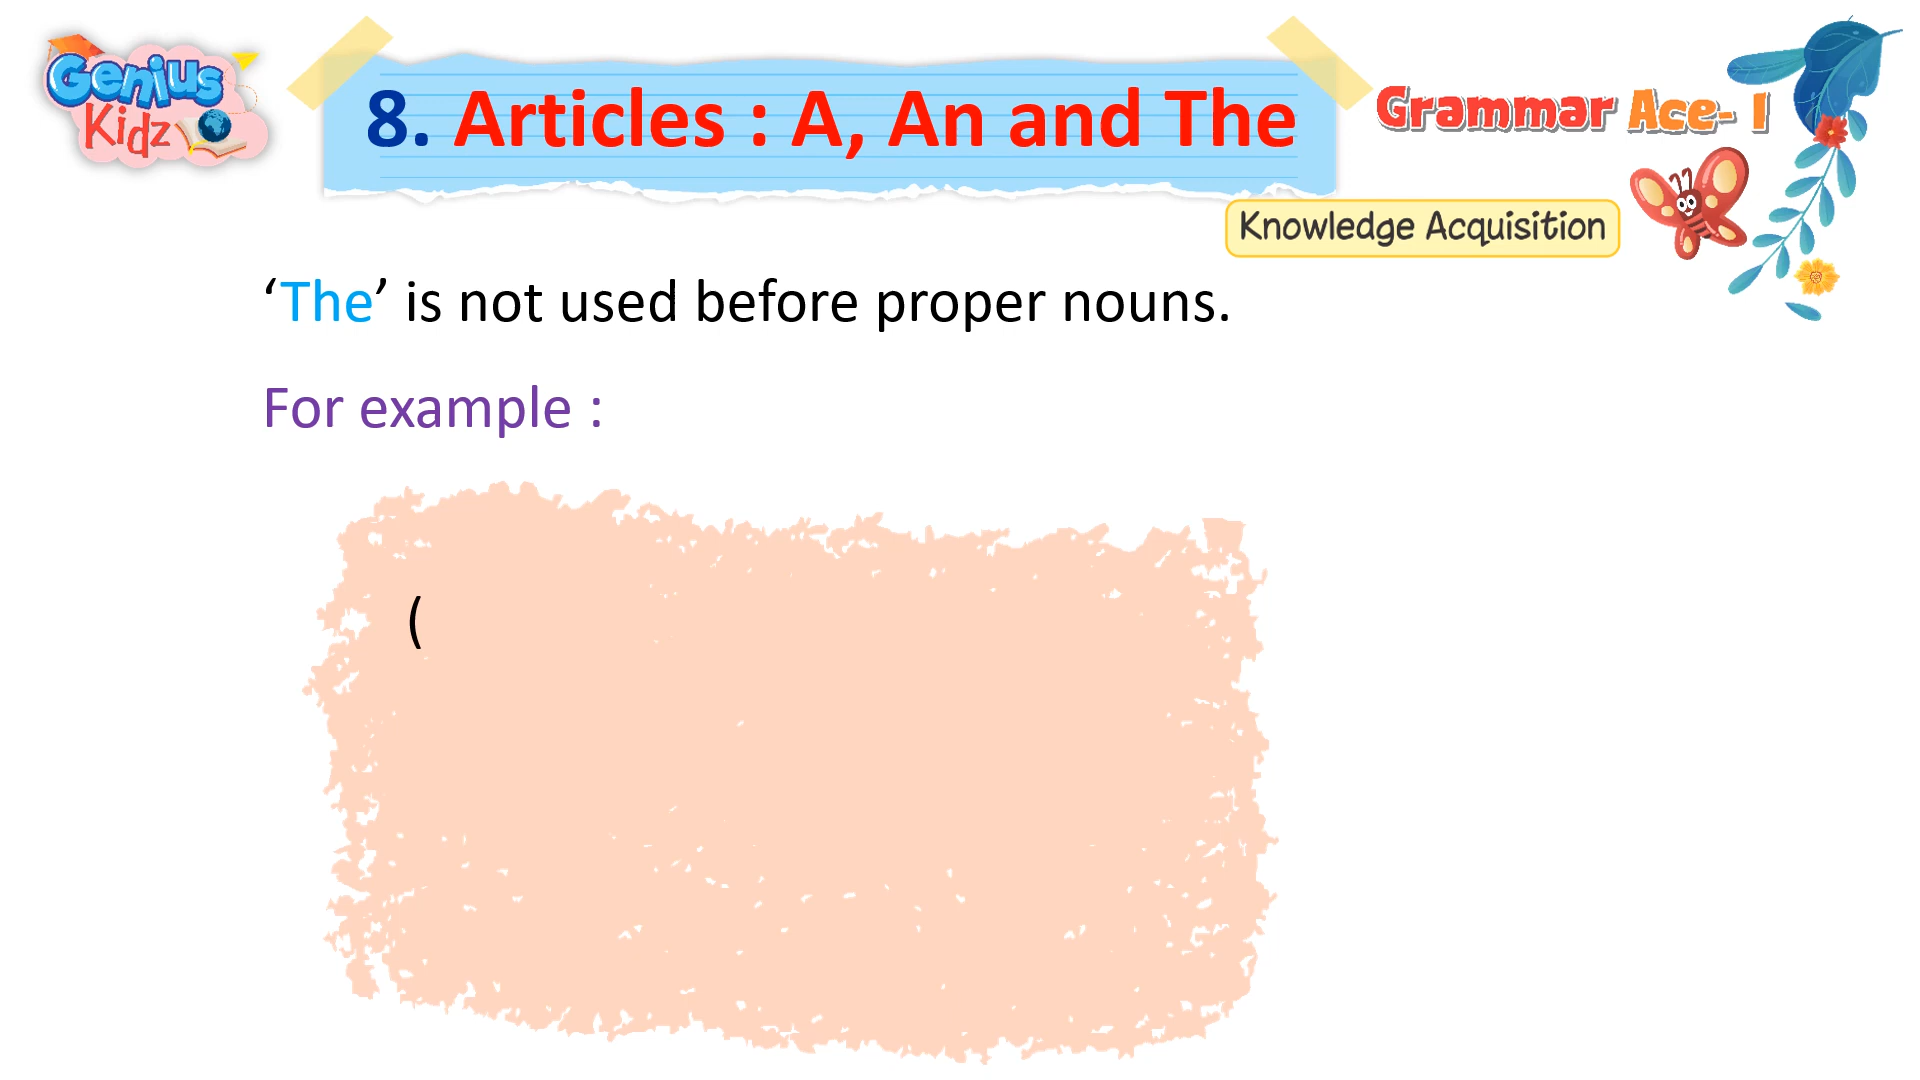 Genius
Kidz
8. Articles : A, An and The
Grammar Ace- 1
Knowledge Acquisition
‘The’ is not used before proper nouns.
For example :
(